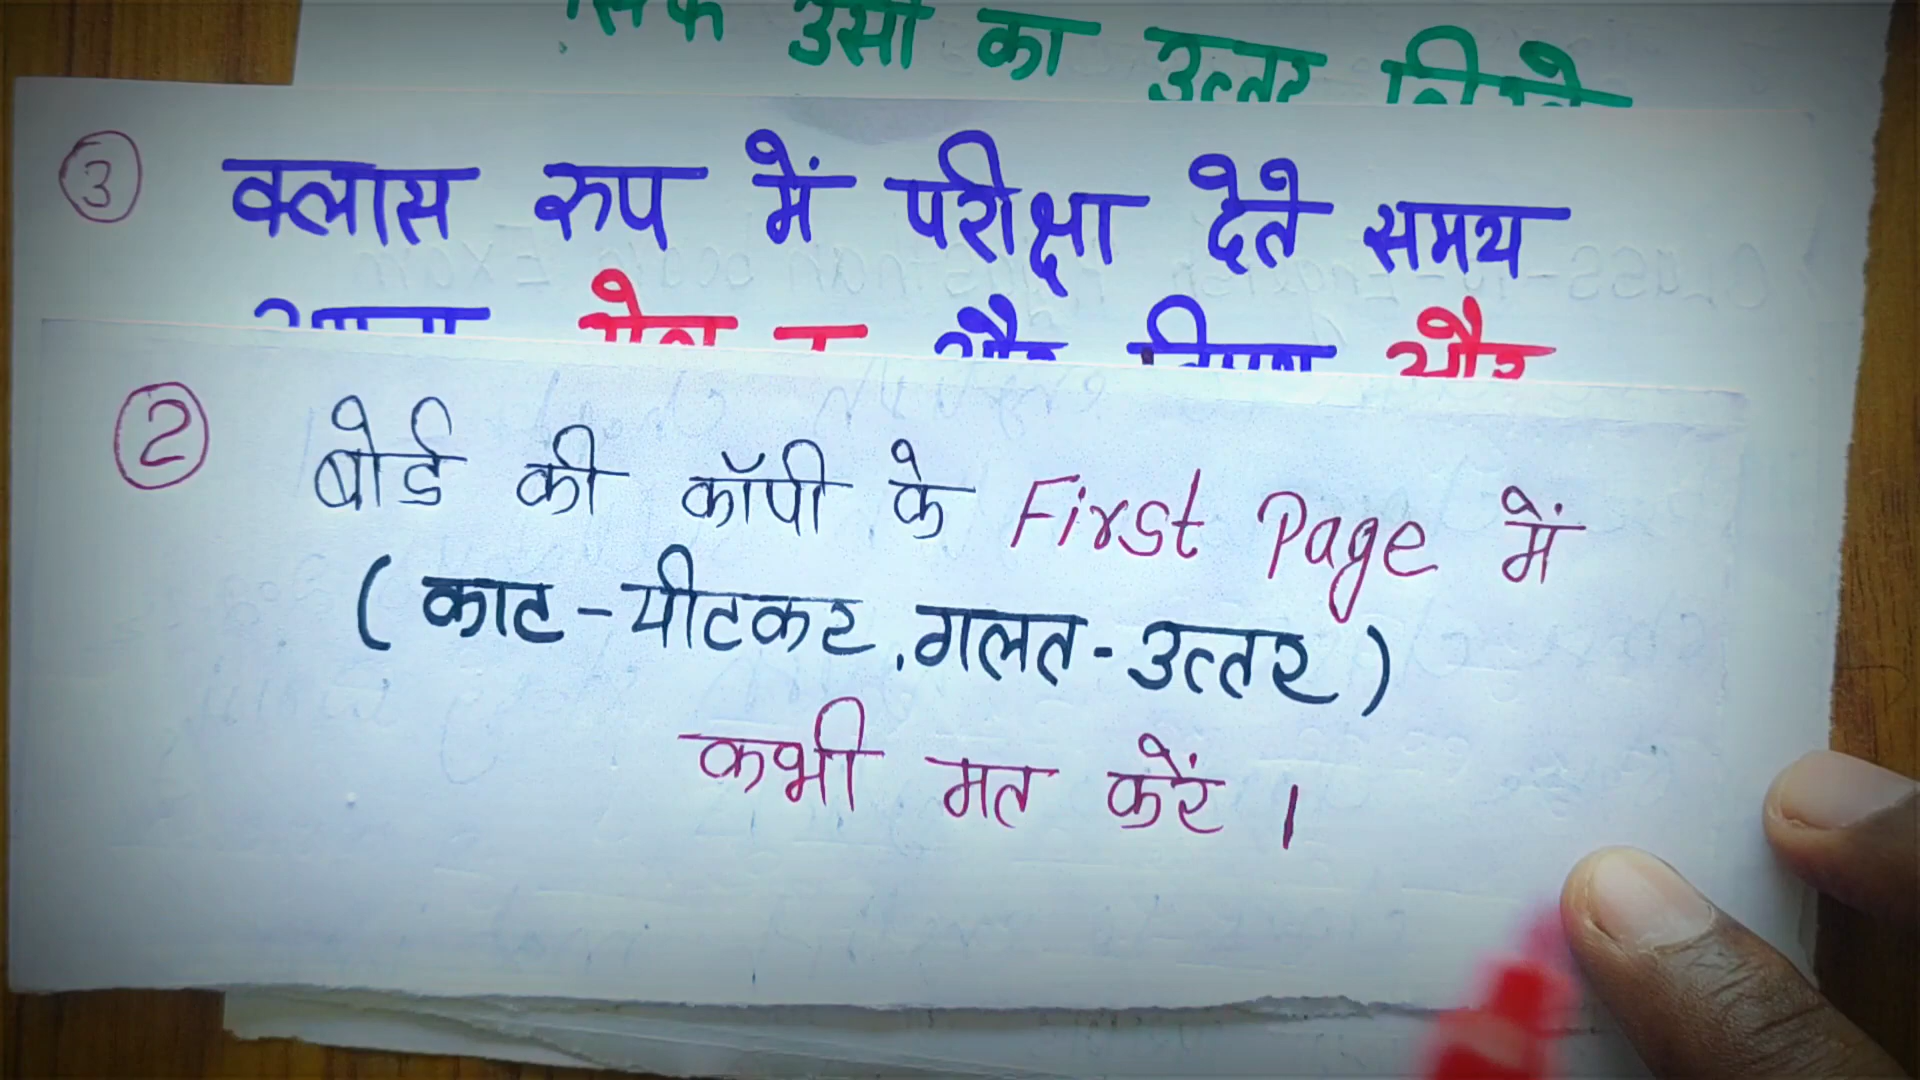 उसी का उत्तर
③ क्लास रुप में परीक्षा देते समय
② बोर्ड की कॉपी के First Page में
(काट-पीटकर, गलत-उत्तर)
कभी मत करें।